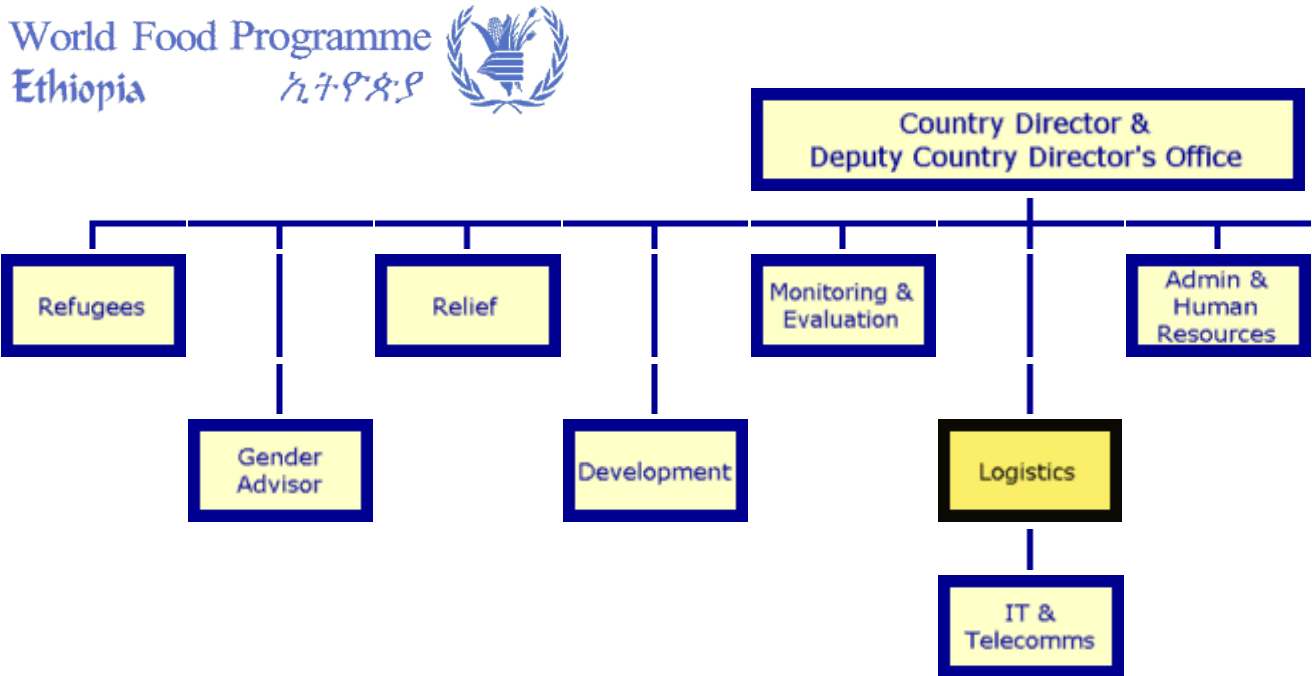 World Food Programme
Ethiopia ኢትዮጵያ
Country Director &
Deputy Country Director's Office
Refugees
Relief
Monitoring &
Evaluation
Admin &
Human
Resources
Gender
Advisor
Development
Logistics
IT &
Telecomms